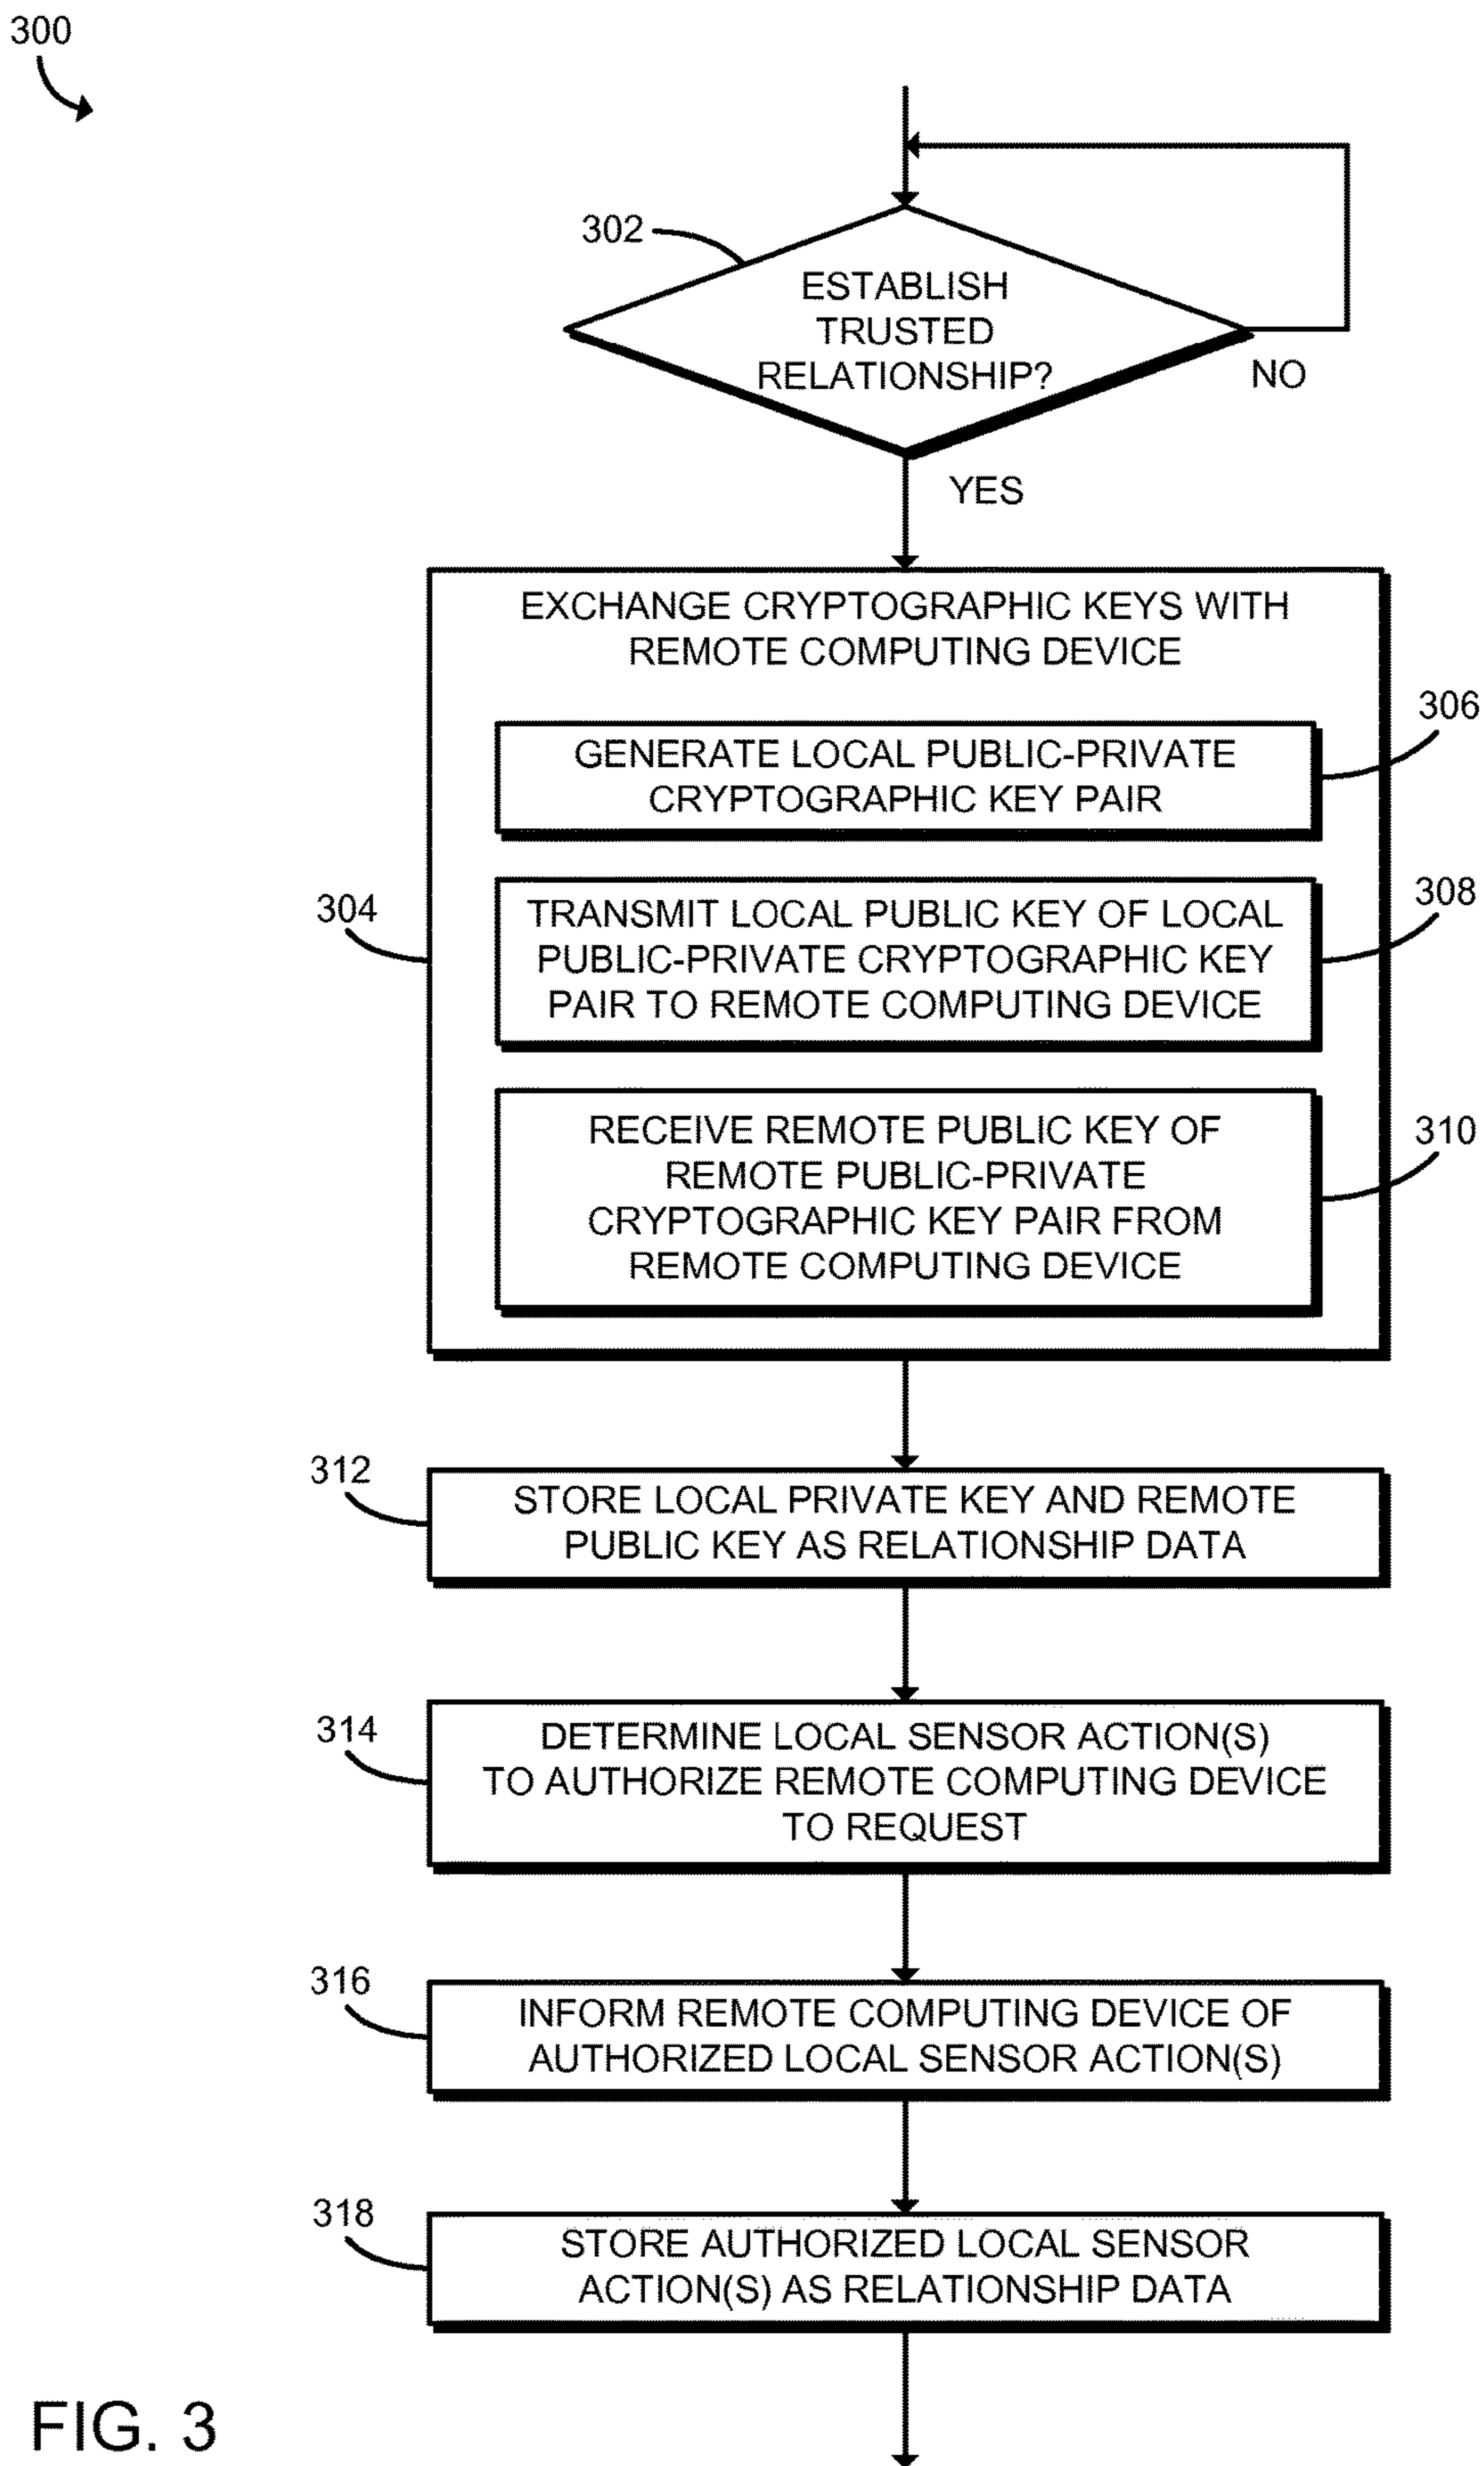 300
302
ESTABLISH
TRUSTED
RELATIONSHIP?
NO
YES
EXCHANGE CRYPTOGRAPHIC KEYS WITH
REMOTE COMPUTING DEVICE
306
GENERATE LOCAL PUBLIC-PRIVATE
CRYPTOGRAPHIC KEY PAIR
304
308
TRANSMIT LOCAL PUBLIC KEY OF LOCAL
PUBLIC-PRIVATE CRYPTOGRAPHIC KEY
PAIR TO REMOTE COMPUTING DEVICE
310
RECEIVE REMOTE PUBLIC KEY OF
REMOTE PUBLIC-PRIVATE
CRYPTOGRAPHIC KEY PAIR FROM
REMOTE COMPUTING DEVICE
312
STORE LOCAL PRIVATE KEY AND REMOTE
PUBLIC KEY AS RELATIONSHIP DATA
314
DETERMINE LOCAL SENSOR ACTION(S)
TO AUTHORIZE REMOTE COMPUTING DEVICE
TO REQUEST
316
INFORM REMOTE COMPUTING DEVICE OF
AUTHORIZED LOCAL SENSOR ACTION(S)
318
STORE AUTHORIZED LOCAL SENSOR
ACTION(S) AS RELATIONSHIP DATA
FIG. 3